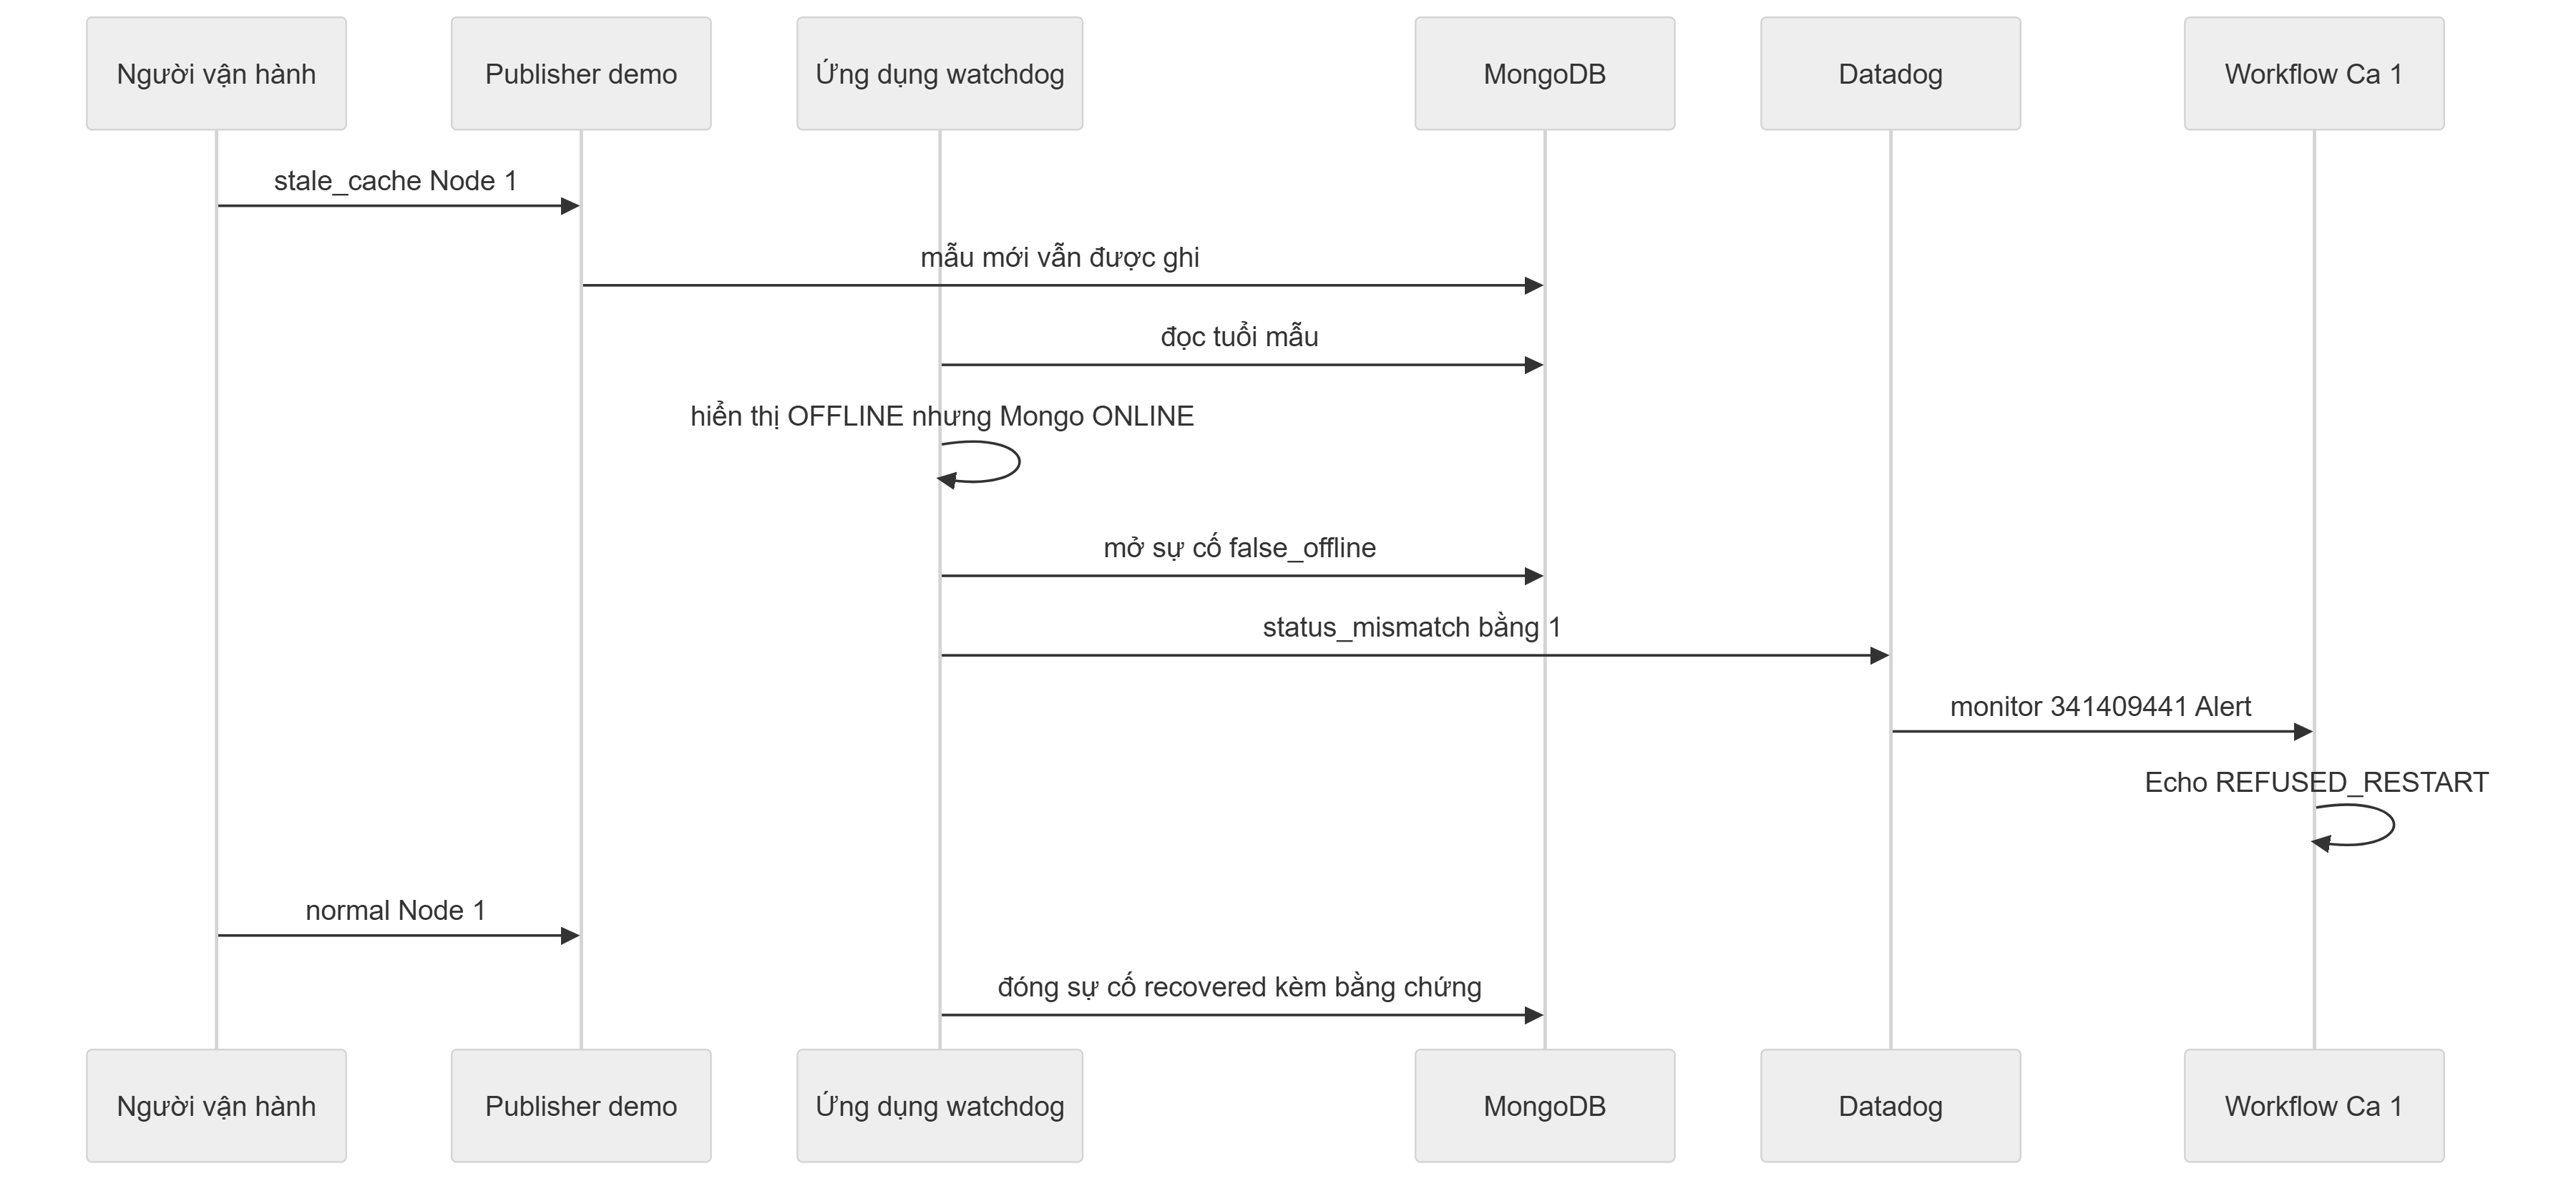 Người vận hành
Publisher demo
Ứng dụng watchdog
MongoDB
Datadog
Workflow Ca 1
stale_cache Node 1
mẫu mới vẫn được ghi
đọc tuổi mẫu
hiển thị OFFLINE nhưng Mongo ONLINE
mở sự cố false_offline
status_mismatch bằng 1
monitor 341409441 Alert
Echo REFUSED_RESTART
normal Node 1
đóng sự cố recovered kèm bằng chứng
Người vận hành
Publisher demo
Ứng dụng watchdog
MongoDB
Datadog
Workflow Ca 1